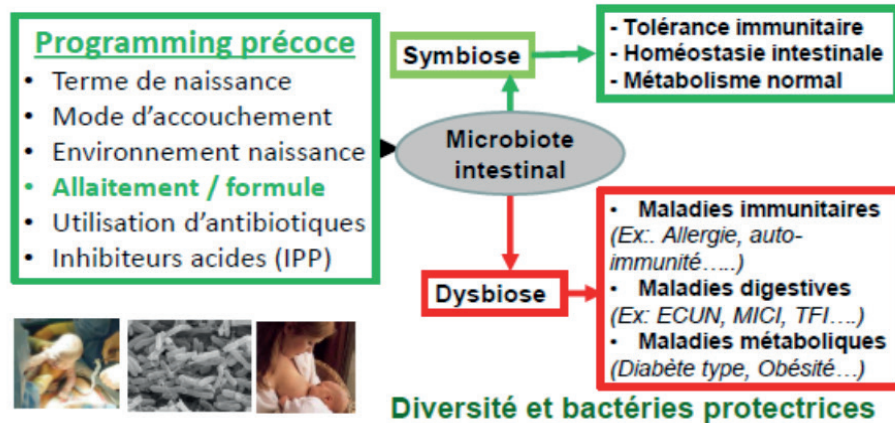 Programming précoce
• Terme de naissance
• Mode d'accouchement
• Environnement naissance
• Allaitement / formule
• Utilisation d'antibiotiques
• Inhibiteurs acides (IPP)
Microbiote
intestinal
Symbiose
- Tolérance immunitaire
- Homéostasie intestinale
- Métabolisme normal
Dysbiose
• Maladies immunitaires
(Ex:. Allergie, auto-
immunité…..)
• Maladies digestives
(Ex: ECUN, MICI, TFI….)
• Maladies métaboliques
(Diabète type, Obésité…)
Diversité et bactéries protectrices